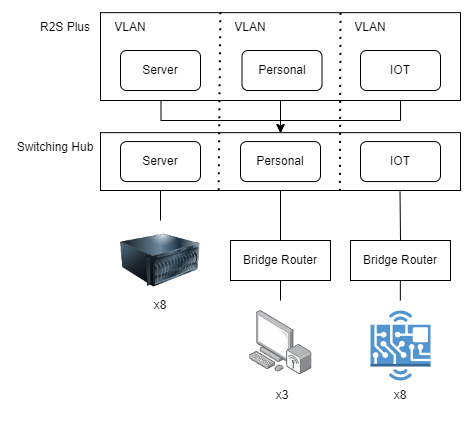 R2S Plus
VLAN
VLAN
VLAN
Server
Personal
IOT
Switching Hub
Server
Personal
IOT
Bridge Router
Bridge Router
x8
x3
x8